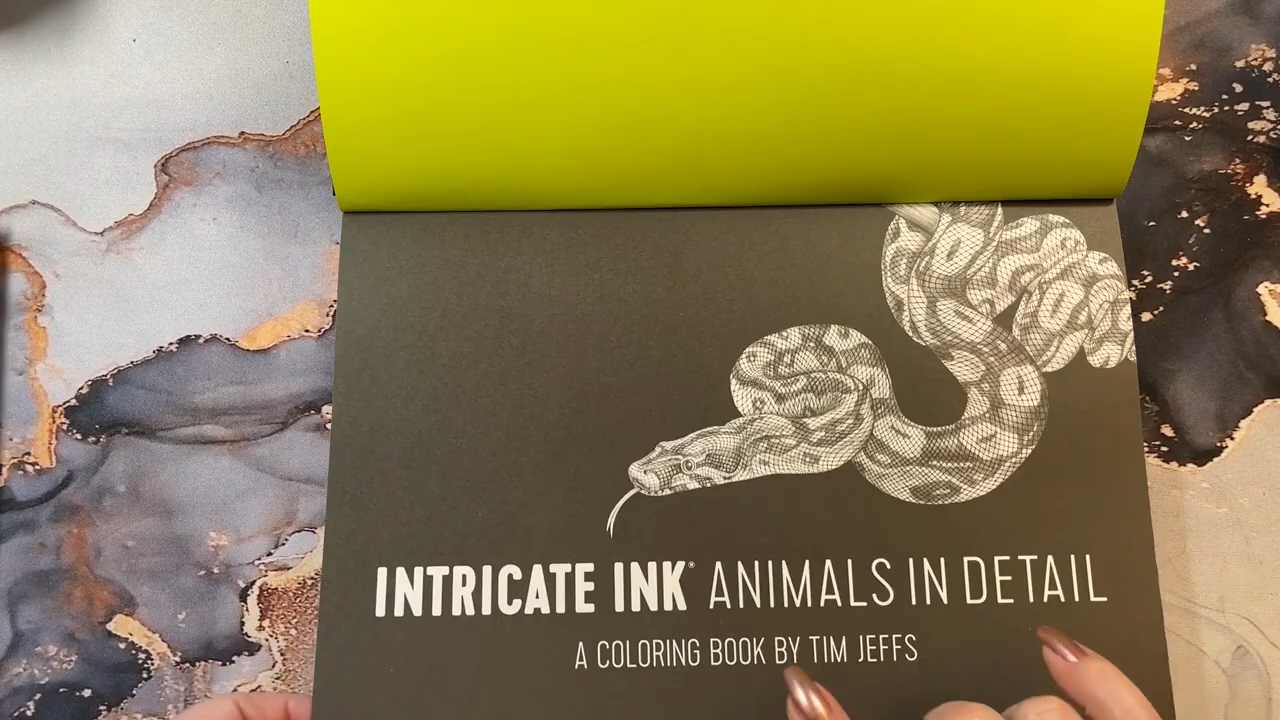 INTRICATE INK® ANIMALS IN DETAIL
A COLORING BOOK BY TIM JEFFS